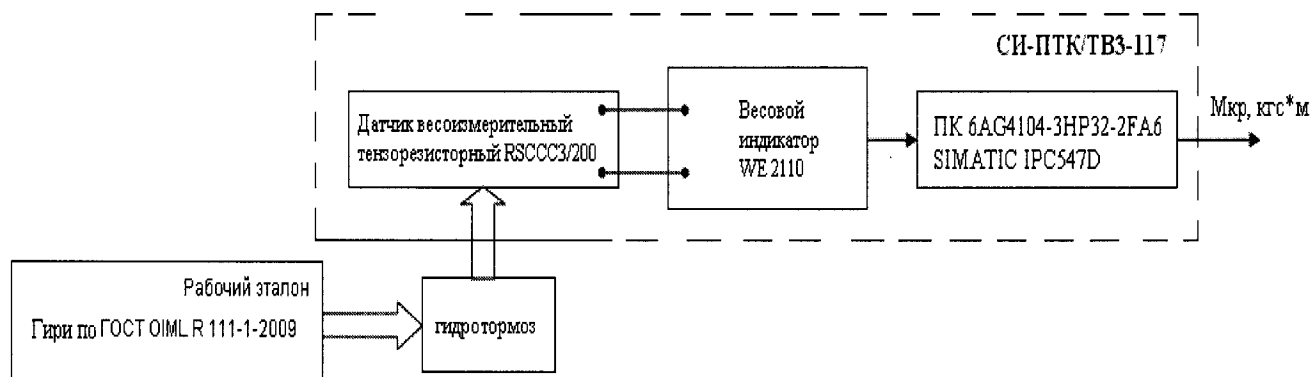 СИ-ПТК/ТВ3-117
Датчик весоизмерительный
тензорезисторный RSCCC3/200
Весовой
индикатор
WE 2110
ПК 6AG4104-3HP32-2FA6
SIMATIC IPC547D
Мкр, кгс*м
Рабочий эталон
Гири по ГОСТ OIML R 111-1-2009
гидротормоз